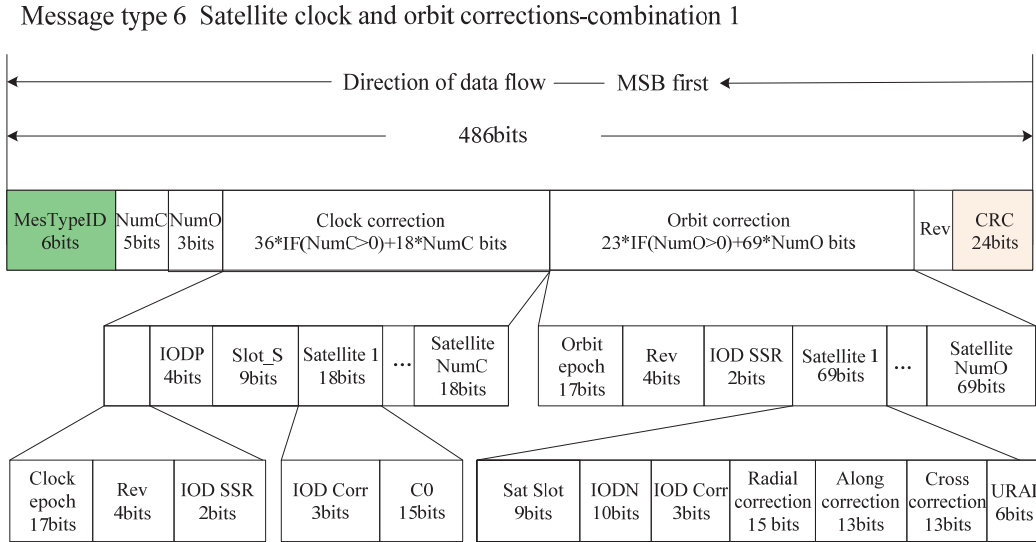 Message type 6 Satellite clock and orbit corrections-combination 1
Direction of data flow
MSB first
486bits
MesTypeID
6bits
NumC
5bits
NumO
3bits
Clock correction
36*IF(NumC>0)+18*NumC bits
Orbit correction
23*IF(NumO>0)+69*NumO bits
Rev
CRC
24bits
IODP
4bits
Slot_S
9bits
Satellite 1
18bits
...
Satellite
NumC
18bits
Orbit
epoch
17bits
Rev
4bits
IOD SSR
2bits
Satellite 1
69bits
...
Satellite
NumO
69bits
Clock
epoch
17bits
Rev
4bits
IOD SSR
2bits
IOD Corr
3bits
C0
15bits
Sat Slot
9bits
IODN
10bits
IOD Corr
3bits
Radial
correction
15 bits
Along
correction
13bits
Cross
correction
13bits
URAI
6bits